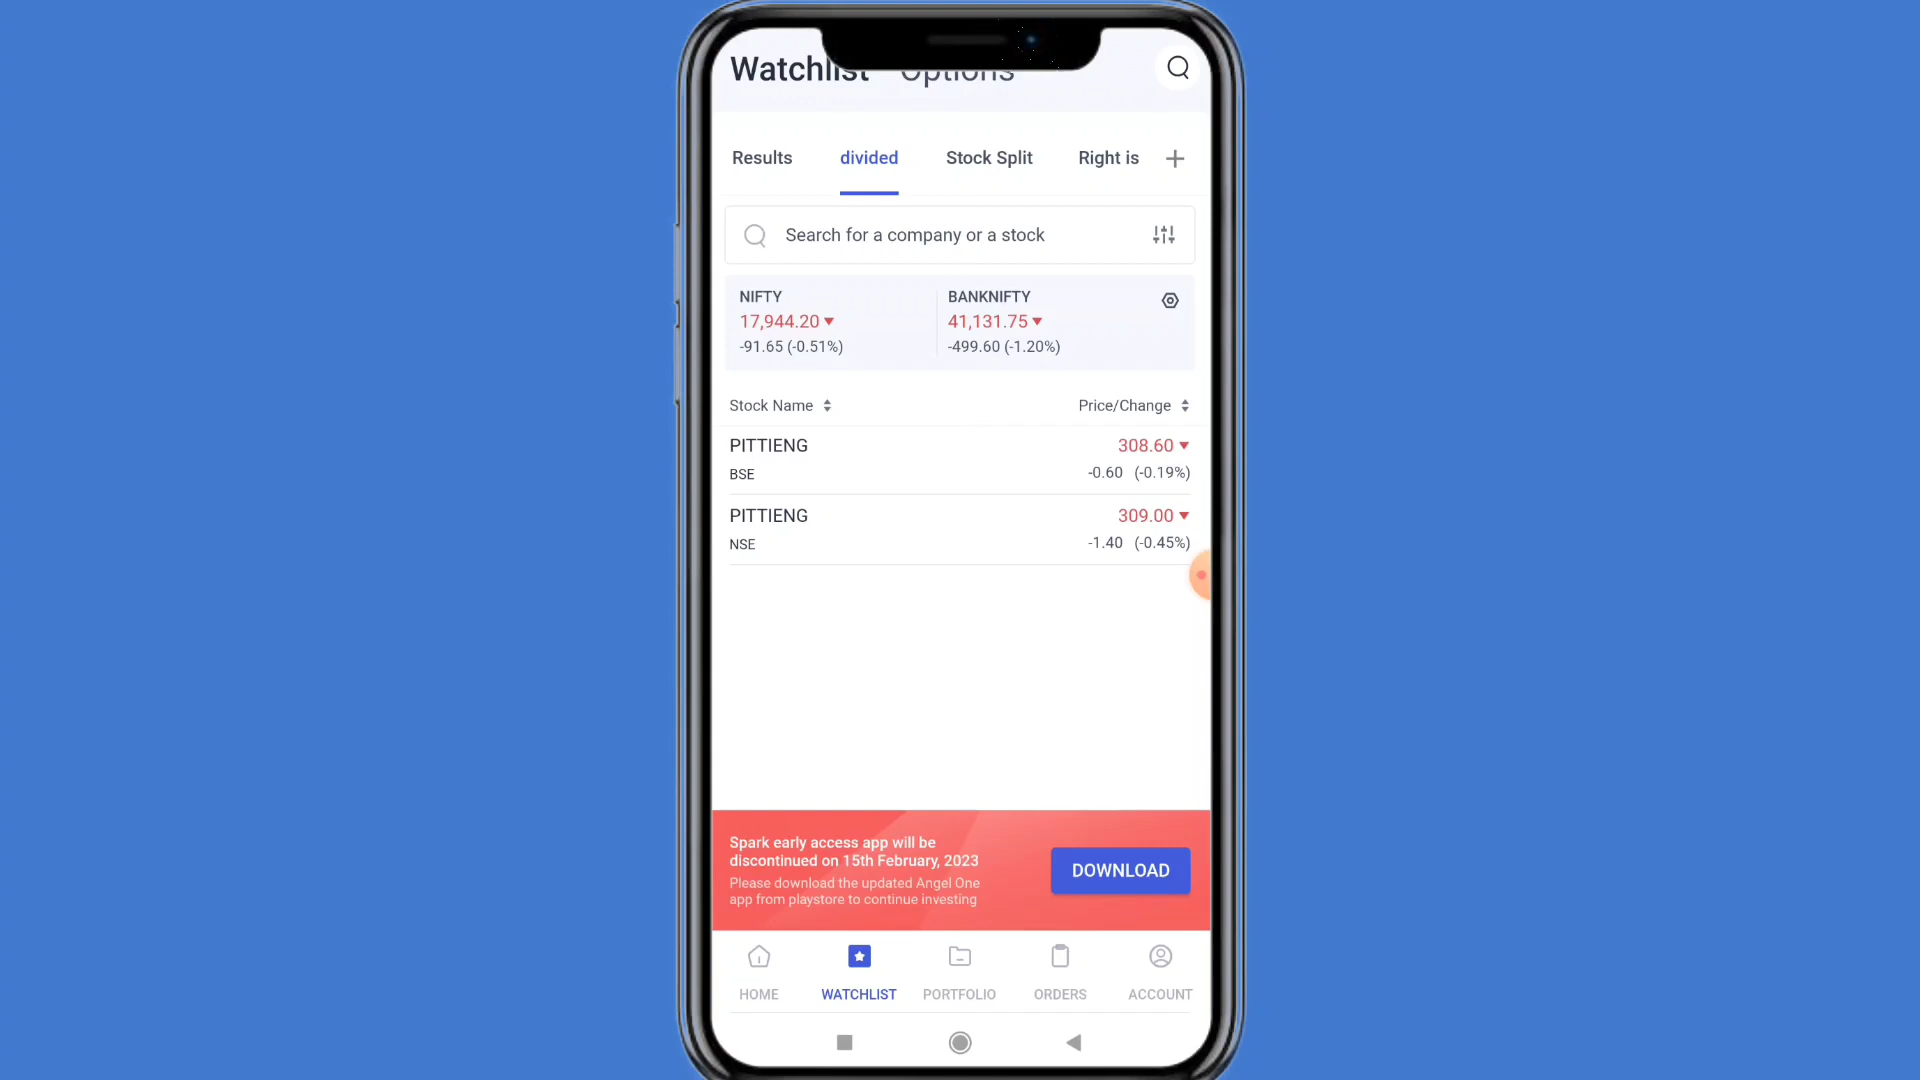 Watchlist Options
Results divided Stock Split Right is
Search for a company or a stock
NIFTY BANKNIFTY
17,944.20 41,131.75
-91.65 (-0.51%) -499.60 (-1.20%)
Stock Name Price/Change
PITTIENG 308.60
BSE -0.60 (-0.19%)
PITTIENG 309.00
NSE -1.40 (-0.45%)
Spark early access app will be
discontinued on 15th February, 2023
Please download the updated Angel One
app from playstore to continue investing
DOWNLOAD
HOME WATCHLIST PORTFOLIO ORDERS ACCOUNT